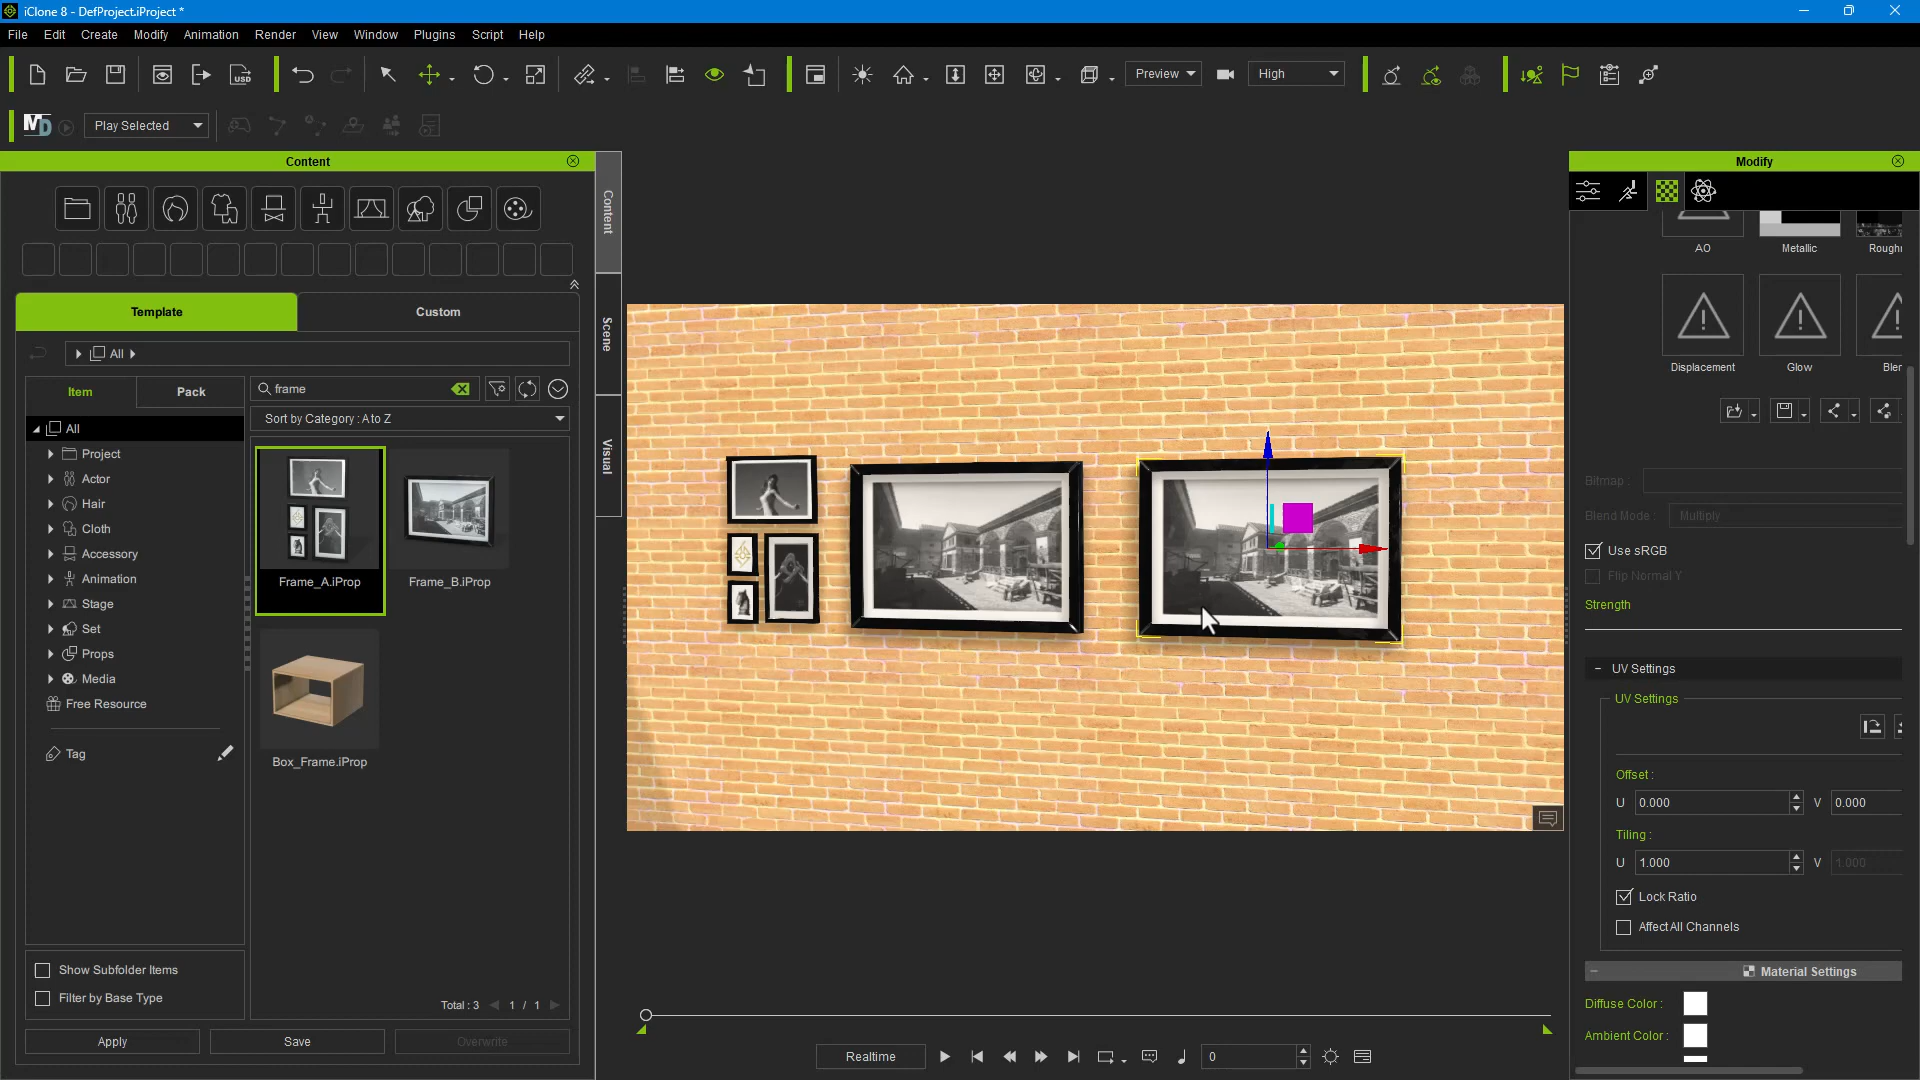 iClone 8 - DefProject.iProject *
File Edit Create Modify Animation Render View Window Plugins Script Help
USD Preview High
MD Play Selected
Content
Modify
Content
Scene
Visual
Template Custom
All
Item Pack
frame
Sort by Category : A to Z
All
Project
Actor
Hair
Cloth
Accessory
Animation
Stage
Set
Props
Media
Free Resource
Tag
Frame_A.iProp
Frame_B.iProp
Box_Frame.iProp
Show Subfolder Items
Filter by Base Type
Total : 3 1 / 1
Apply Save Overwrite
AO Metallic Roughn
Displacement Glow Blen
Bitmap :
Blend Mode : Multiply
Use sRGB
Flip Normal Y
Strength
UV Settings
UV Settings
Offset :
U 0.000 V 0.000
Tiling :
U 1.000 V 1.000
Lock Ratio
Affect All Channels
Material Settings
Diffuse Color :
Ambient Color :
Realtime 0